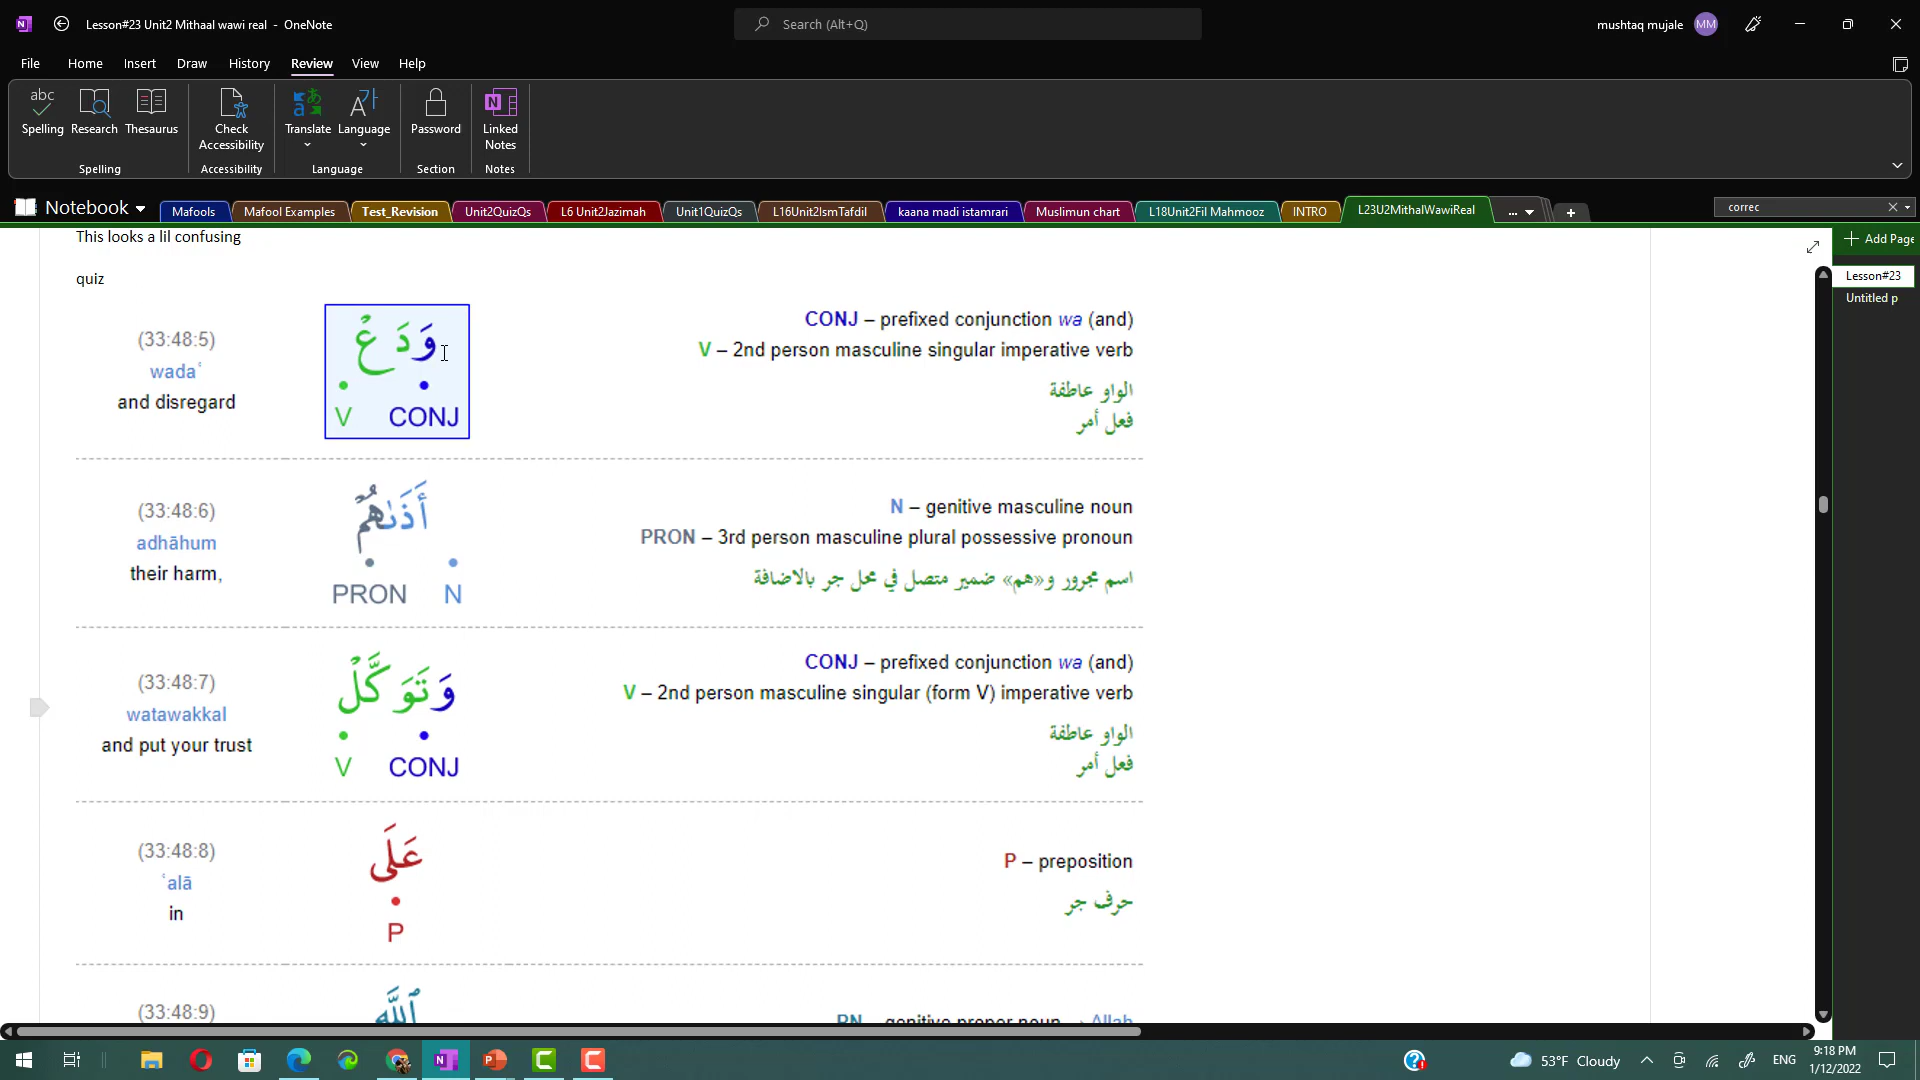 Lesson#23 Unit2 Mithaal wawi real - OneNote
Search (Alt+Q)
mushtaq mujale
MM
File Home Insert Draw History Review View Help
abc
Spelling Research Thesaurus Check Accessibility Translate Language Password Linked Notes
Spelling Accessibility Language Section Notes
Notebook Mafools Mafool Examples Test_Revision Unit2QuizQs L6 Unit2Jazimah Unit1QuizQs L16Unit2IsmTafdil kaana madi istamrari Muslimun chart L18Unit2Fil Mahmooz INTRO L23U2MithalWawiReal ... correc
Add Page
Lesson#23
Untitled p
This looks a lil confusing
quiz
(33:48:5)
wadaʿ
and disregard
وَدَعْ
V CONJ
CONJ – prefixed conjunction wa (and)
V – 2nd person masculine singular imperative verb
الواو عاطفة
فعل أمر
(33:48:6)
adhāhum
their harm,
أَذَىٰهُمْ
PRON N
N – genitive masculine noun
PRON – 3rd person masculine plural possessive pronoun
اسم مجرور و«هم» ضمير متصل في محل جر بالاضافة
(33:48:7)
watawakkal
and put your trust
وَتَوَكَّلْ
V CONJ
CONJ – prefixed conjunction wa (and)
V – 2nd person masculine singular (form V) imperative verb
الواو عاطفة
فعل أمر
(33:48:8)
ʿalā
in
عَلَى
P
P – preposition
حرف جر
(33:48:9)
ٱللَّهِ
PN – genitive proper noun → Allah
53°F Cloudy
ENG
9:18 PM
1/12/2022